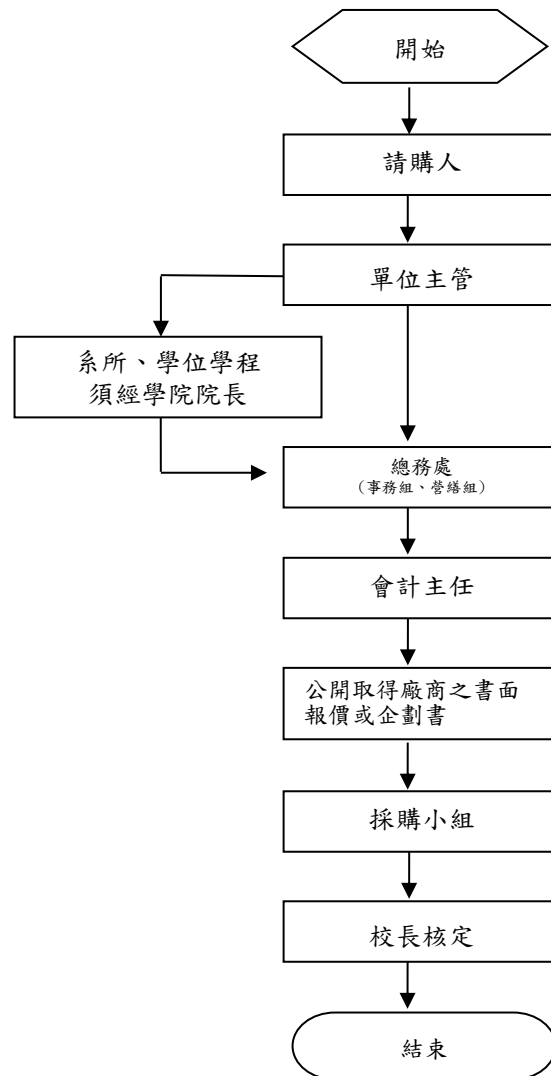 開始
請購人
單位主管
系所、學位學程
須經學院院長
總務處
(事務組、營繕組)
會計主任
公開取得廠商之書面
報價或企劃書
採購小組
校長核定
結束